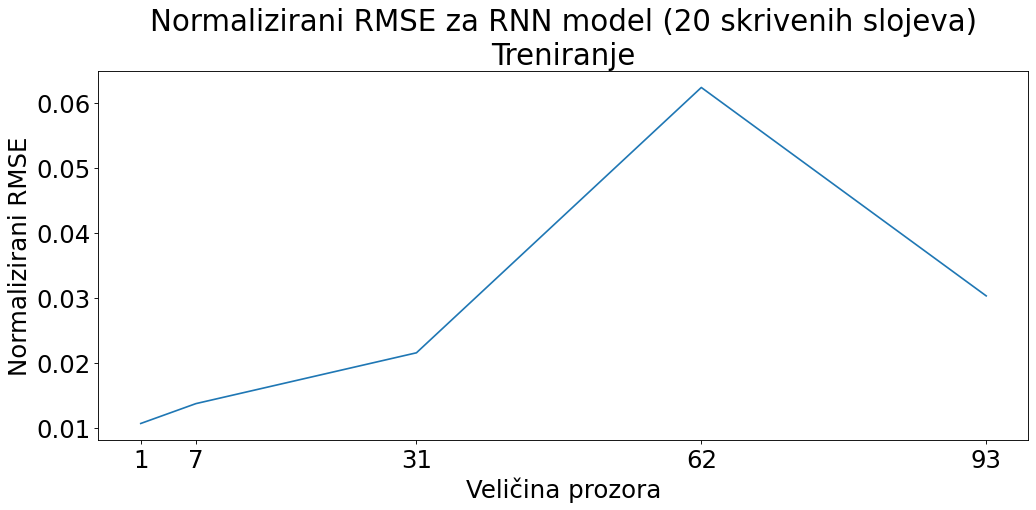 Normalizirani RMSE za RNN model (20 skrivenih slojeva)
Treniranje
Normalizirani RMSE
0.06
0.05
0.04
0.03
0.02
0.01
1 7 31 62 93
Veličina prozora